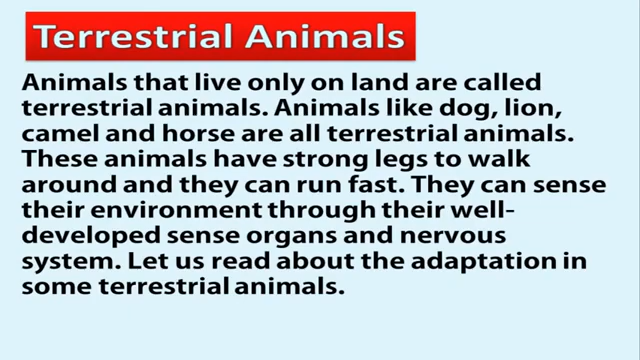 Terrestrial Animals
Animals that live only on land are called
terrestrial animals. Animals like dog, lion,
camel and horse are all terrestrial animals.
These animals have strong legs to walk
around and they can run fast. They can sense
their environment through their well-
developed sense organs and nervous
system. Let us read about the adaptation in
some terrestrial animals.